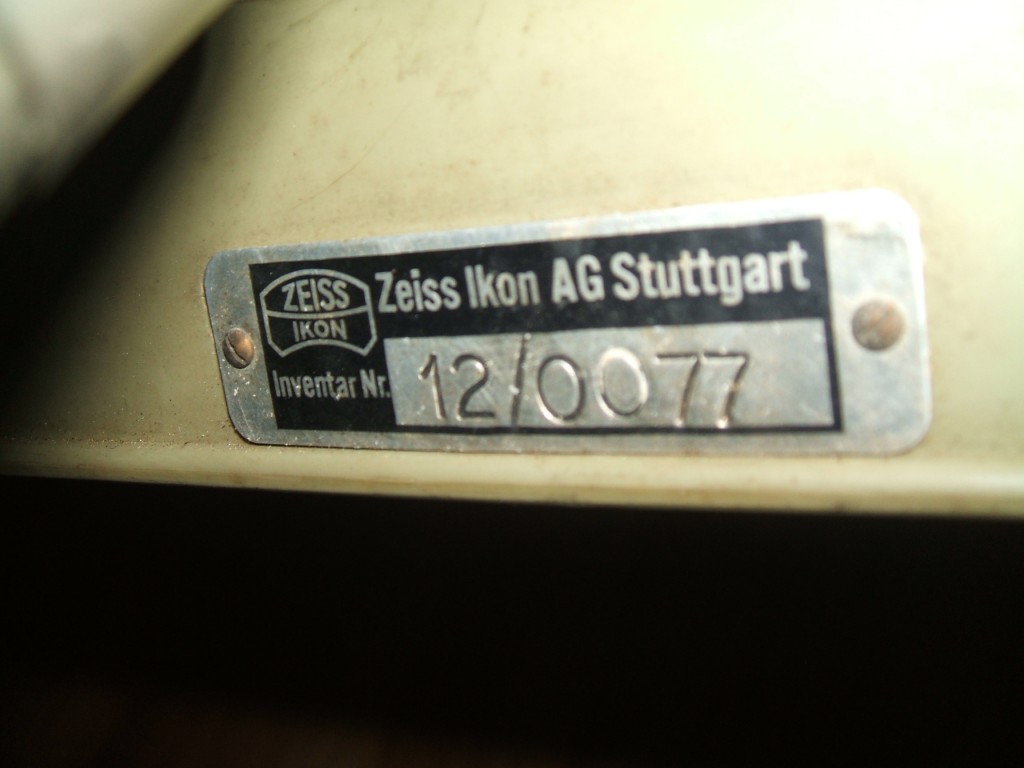 ZEISS
IKON
Zeiss Ikon AG Stuttgart
Inventar Nr. 12/0077